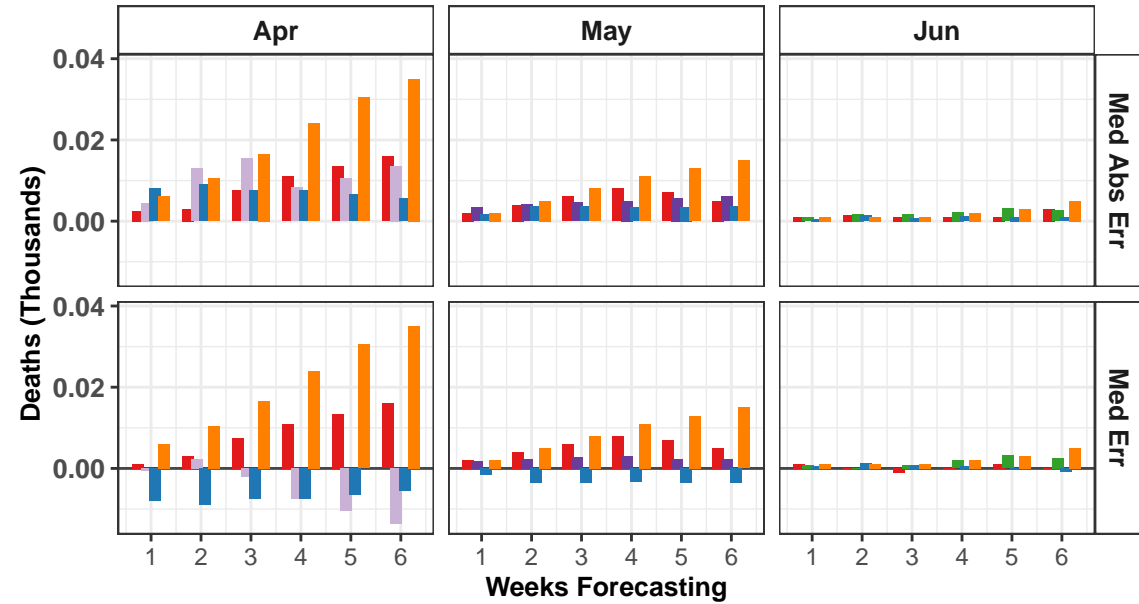 Apr May Jun
Deaths (Thousands)
0.04
0.02
0.00
Med Abs Err
0.04
0.02
0.00
Med Err
1 2 3 4 5 6 1 2 3 4 5 6 1 2 3 4 5 6
Weeks Forecasting